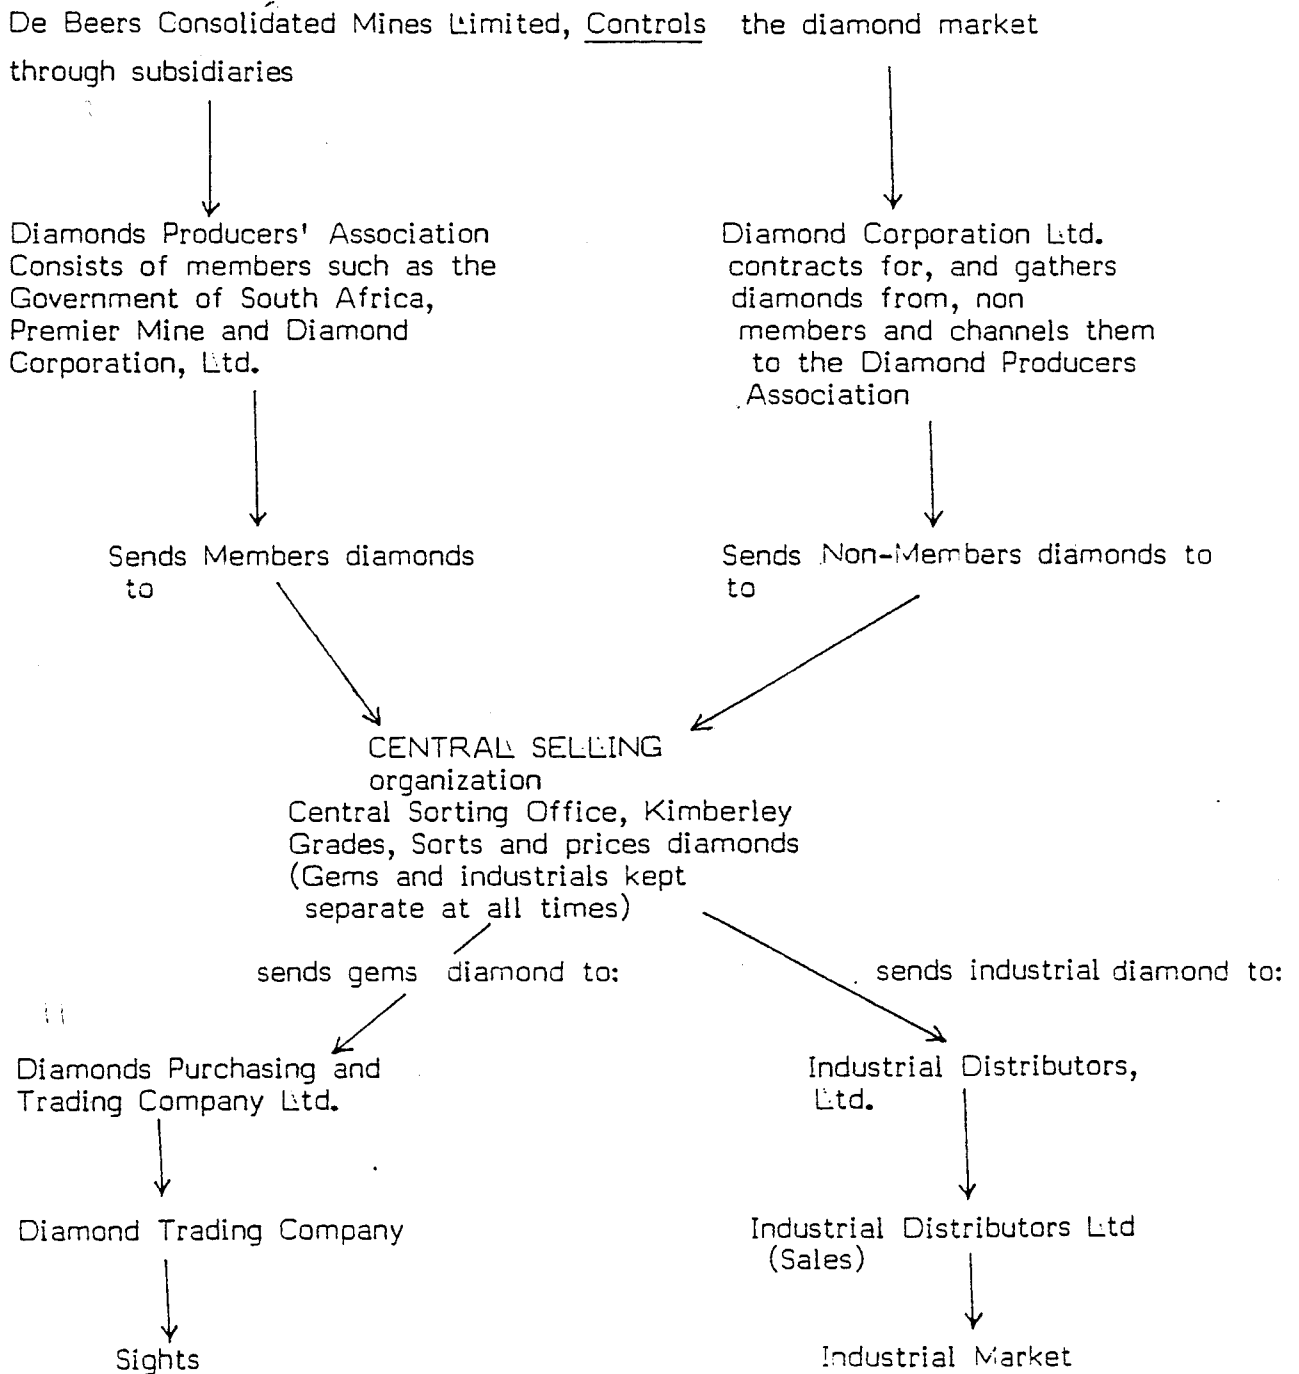 De Beers Consolidated Mines Limited, Controls the diamond market
through subsidiaries
Diamonds Producers' Association
Consists of members such as the
Government of South Africa,
Premier Mine and Diamond
Corporation, Ltd.
Diamond Corporation Ltd.
contracts for, and gathers
diamonds from, non
members and channels them
to the Diamond Producers
Association
Sends Members diamonds
to
Sends Non-Members diamonds to
to
CENTRAL SELLING
organization
Central Sorting Office, Kimberley
Grades, Sorts and prices diamonds
(Gems and industrials kept
separate at all times)
sends gems diamond to:
sends industrial diamond to:
Diamonds Purchasing and
Trading Company Ltd.
Industrial Distributors,
Ltd.
Diamond Trading Company
Industrial Distributors Ltd
(Sales)
Sights
Industrial Market